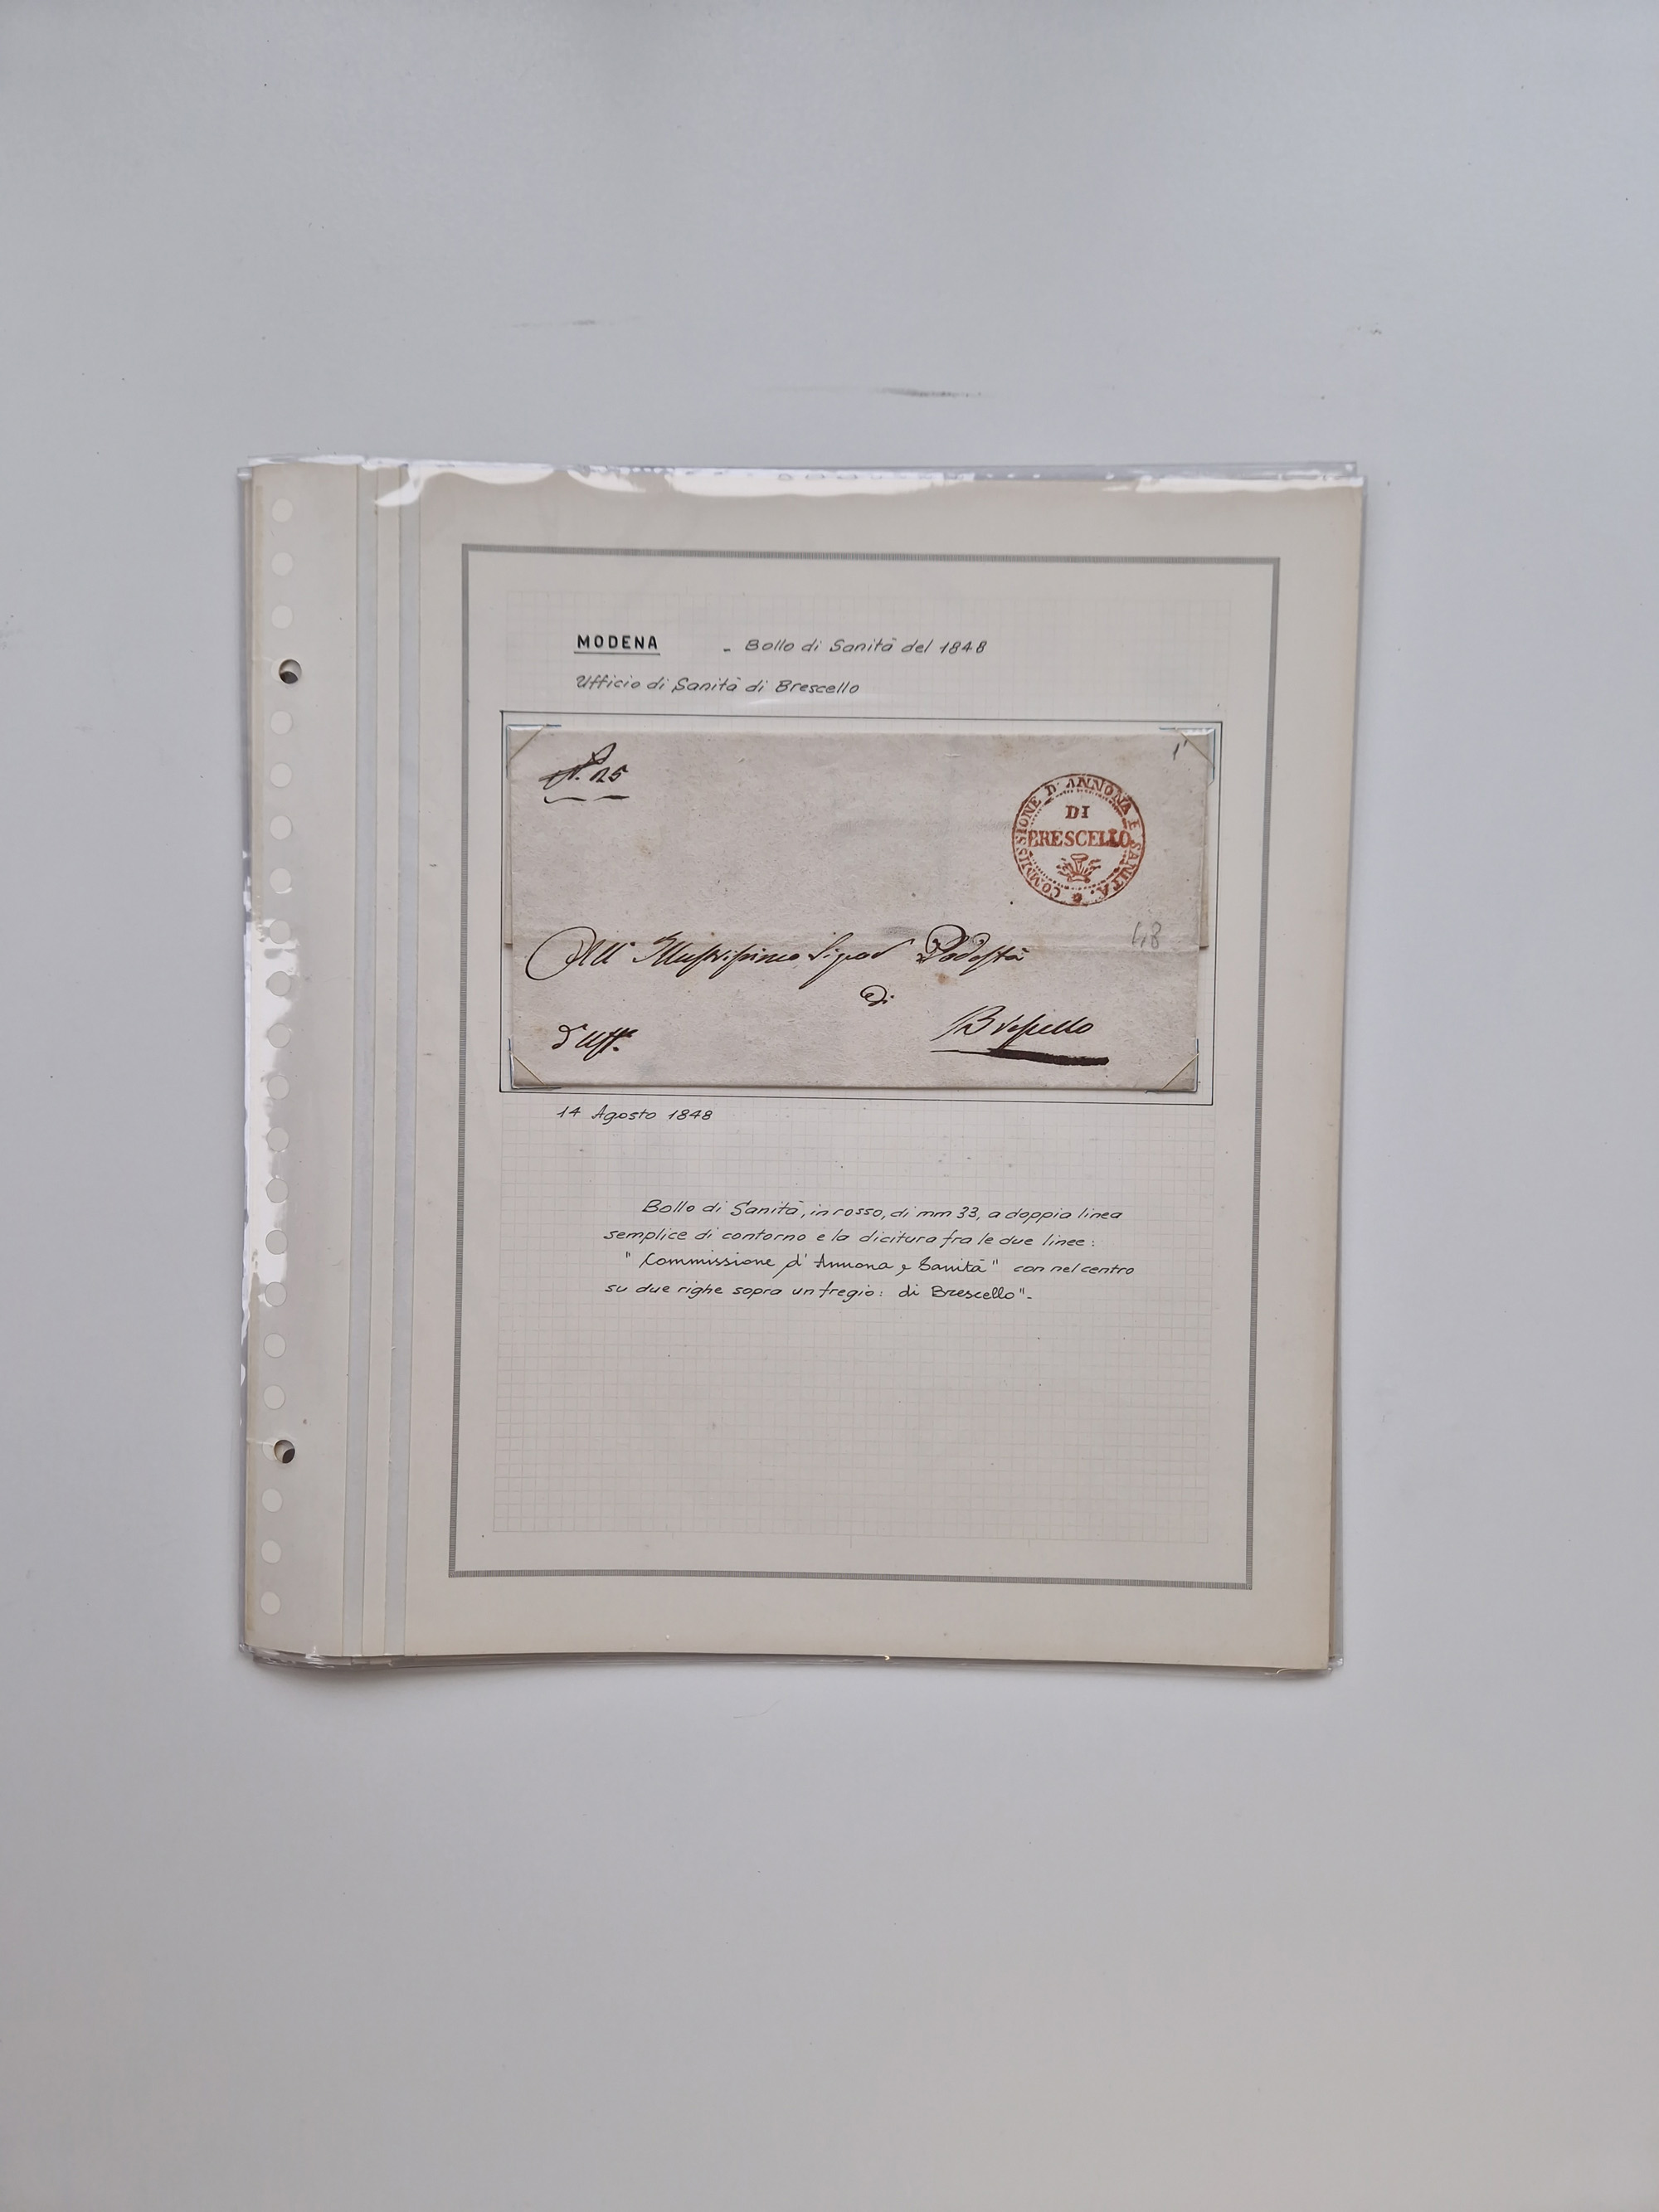 MODENA - Bollo di Sanità del 1848
Ufficio di Sanità di Brescello
N. 125
1
COMMISSIONE D'ANNONA E SANITA.
DI
BRESCELLO
48
All' Illustrissimo Signor Podestà
di
d'Uff.
14 Agosto 1848
Bollo di Sanità, in rosso, di mm 33, a doppia linea
semplice di contorno e la dicitura fra le due linee:
" Commissione d'Annona e Sanità" con nel centro
su due righe sopra un fregio: di Brescello"-